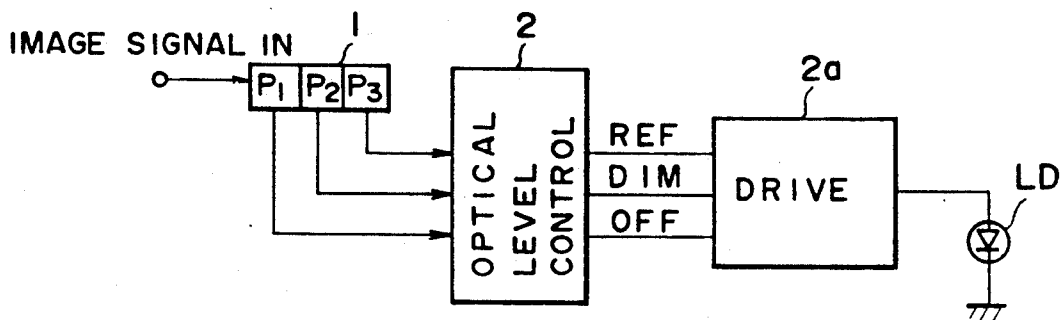 IMAGE SIGNAL IN
1
P1 P2 P3
2
OPTICAL
LEVEL
CONTROL
REF
DIM
OFF
2a
DRIVE
LD